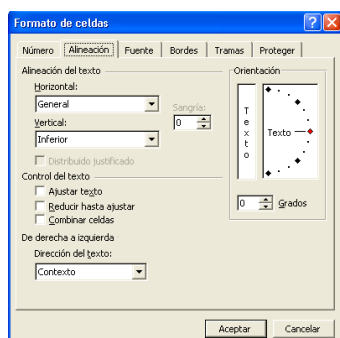 Formato de celdas
Número Alineación Fuente Bordes Tramas Proteger
Alineación del texto
Horizontal:
General
Sangría:
Vertical:
0
Inferior
Distribuido justificado
Control del texto
Ajustar texto
Reducir hasta ajustar
Combinar celdas
De derecha a izquierda
Dirección del texto:
Contexto
Orientación
T
e
x
t
o
Texto
0 Grados
Aceptar Cancelar